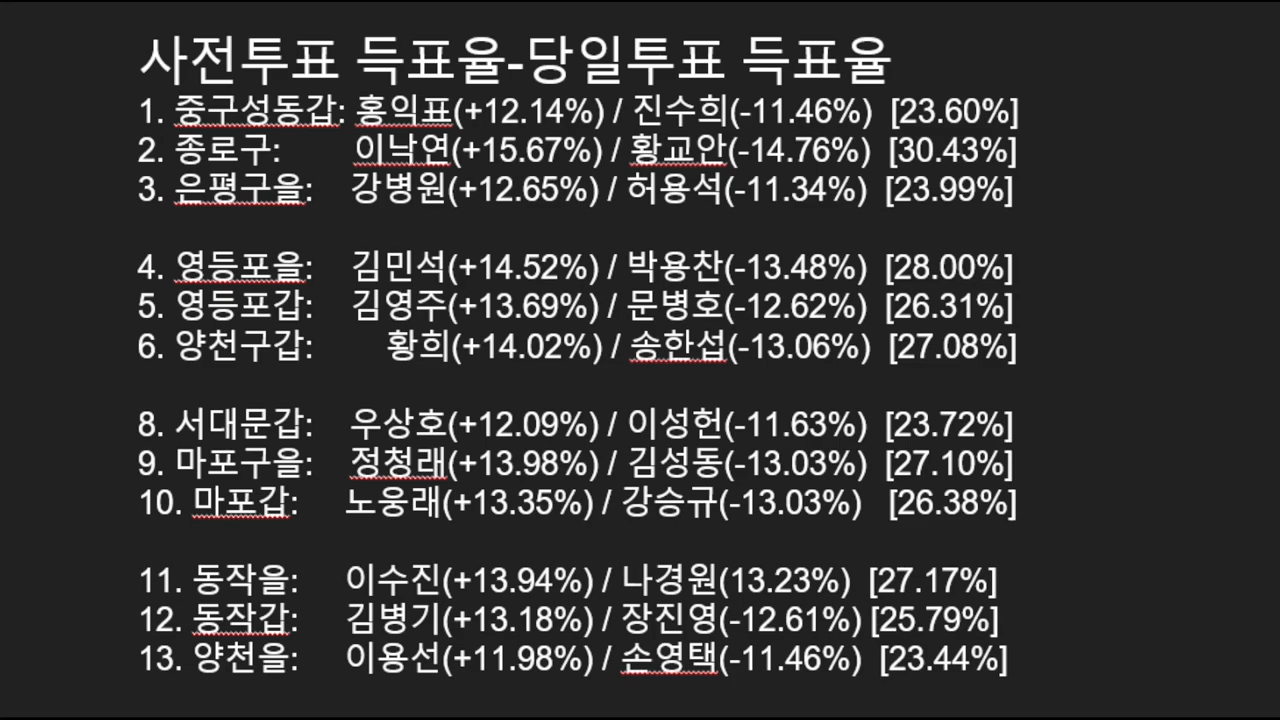 사전투표 득표율-당일투표 득표율
1. 중구성동갑: 홍익표(+12.14%) / 진수희(-11.46%) [23.60%]
2. 종로구: 이낙연(+15.67%) / 황교안(-14.76%) [30.43%]
3. 은평구을: 강병원(+12.65%) / 허용석(-11.34%) [23.99%]
4. 영등포을: 김민석(+14.52%) / 박용찬(-13.48%) [28.00%]
5. 영등포갑: 김영주(+13.69%) / 문병호(-12.62%) [26.31%]
6. 양천구갑: 황희(+14.02%) / 송한섭(-13.06%) [27.08%]
8. 서대문갑: 우상호(+12.09%) / 이성헌(-11.63%) [23.72%]
9. 마포구을: 정청래(+13.98%) / 김성동(-13.03%) [27.10%]
10. 마포갑: 노웅래(+13.35%) / 강승규(-13.03%) [26.38%]
11. 동작을: 이수진(+13.94%) / 나경원(13.23%) [27.17%]
12. 동작갑: 김병기(+13.18%) / 장진영(-12.61%) [25.79%]
13. 양천을: 이용선(+11.98%) / 손영택(-11.46%) [23.44%]